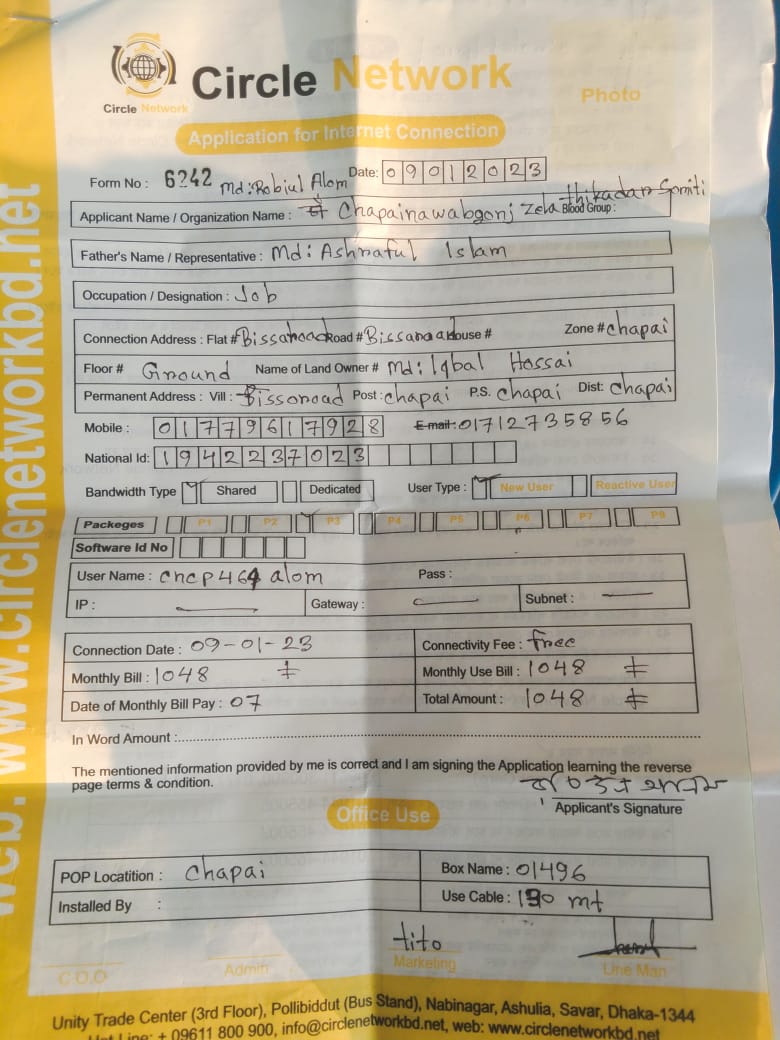 Circle Network
Circle Network
Photo
Application for Internet Connection
Form No : 6242 Md:Robiul Alom Date: 09012023
Applicant Name / Organization Name : Chapainawabgonj Zela thikadar Somiti Blood Group :
Father's Name / Representative : Md: Ashraful Islam
Occupation / Designation : Job
Connection Address : Flat # Road # House # Zone # chapai
Floor # Ground Name of Land Owner # Md: Iqbal Hossai
Permanent Address : Vill : Post : chapai P.S. chapai Dist: chapai
Mobile : 01779617928 E-mail: 01712735856
National Id: 1942237023
Bandwidth Type Shared Dedicated User Type : New User Reactive User
Packeges P1 P2 P3 P4 P5 P6 P7 P8
Software Id No
User Name : cncp464 alom Pass :
IP : Gateway : Subnet :
Connection Date : 09-01-23 Connectivity Fee : free
Monthly Bill : 1048 Monthly Use Bill : 1048
Date of Monthly Bill Pay : 07 Total Amount : 1048
In Word Amount :
The mentioned information provided by me is correct and I am signing the Application learning the reverse
page terms & condition.
Applicant's Signature
Office Use
POP Locatition : Chapai Box Name : 01496
Installed By : Use Cable : mt
tito
C.O.O Admin Marketing Line Man
Unity Trade Center (3rd Floor), Pollibiddut (Bus Stand), Nabinagar, Ashulia, Savar, Dhaka-1344
Hot Line: + 09611 800 900, info@circlenetworkbd.net, web: www.circlenetworkbd.net
web: www.circlenetworkbd.net